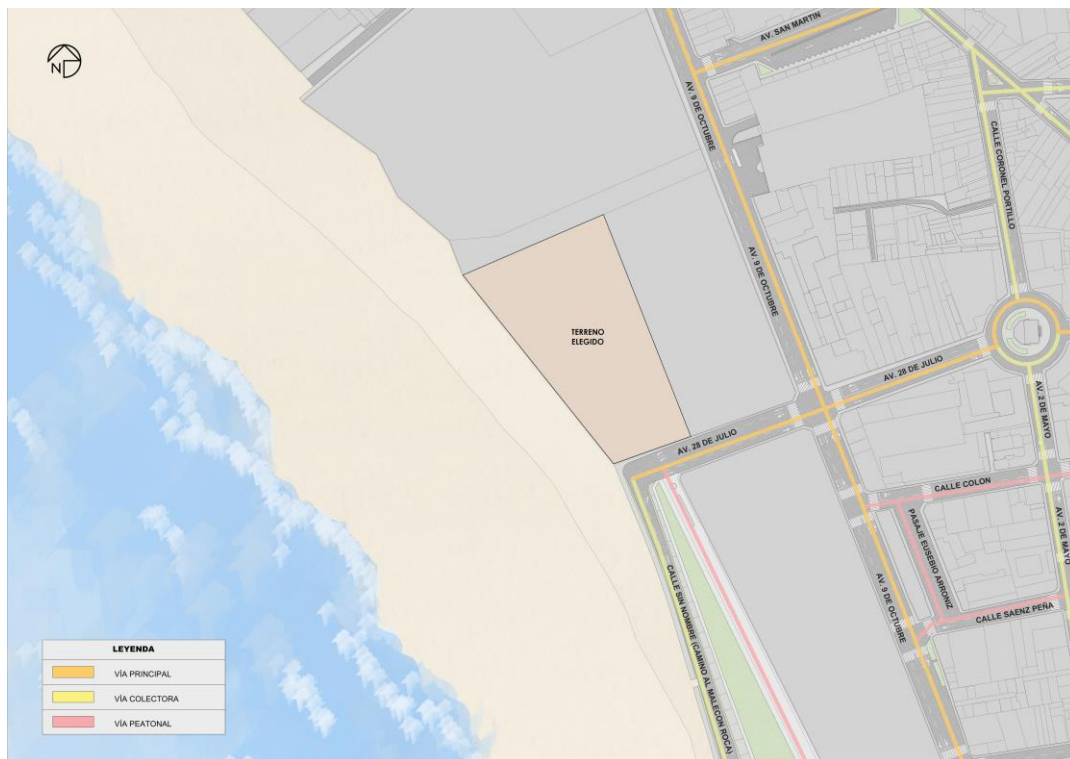 N
AV. SAN MARTIN
AV. 9 DE OCTUBRE
CALLE CORONEL PORTILLO
AV. 9 DE OCTUBRE
TERRENO
ELEGIDO
AV. 28 DE JULIO
AV. 2 DE MAYO
AV. 28 DE JULIO
CALLE COLON
PASAJE EUSEBIO ARRONIZ
AV. 2 DE MAYO
CALLE SIN NOMBRE (CAMINO AL MALECON ROCA)
AV. 9 DE OCTUBRE
CALLE SAENZ PEÑA
LEYENDA
VÍA PRINCIPAL
VÍA COLECTORA
VÍA PEATONAL